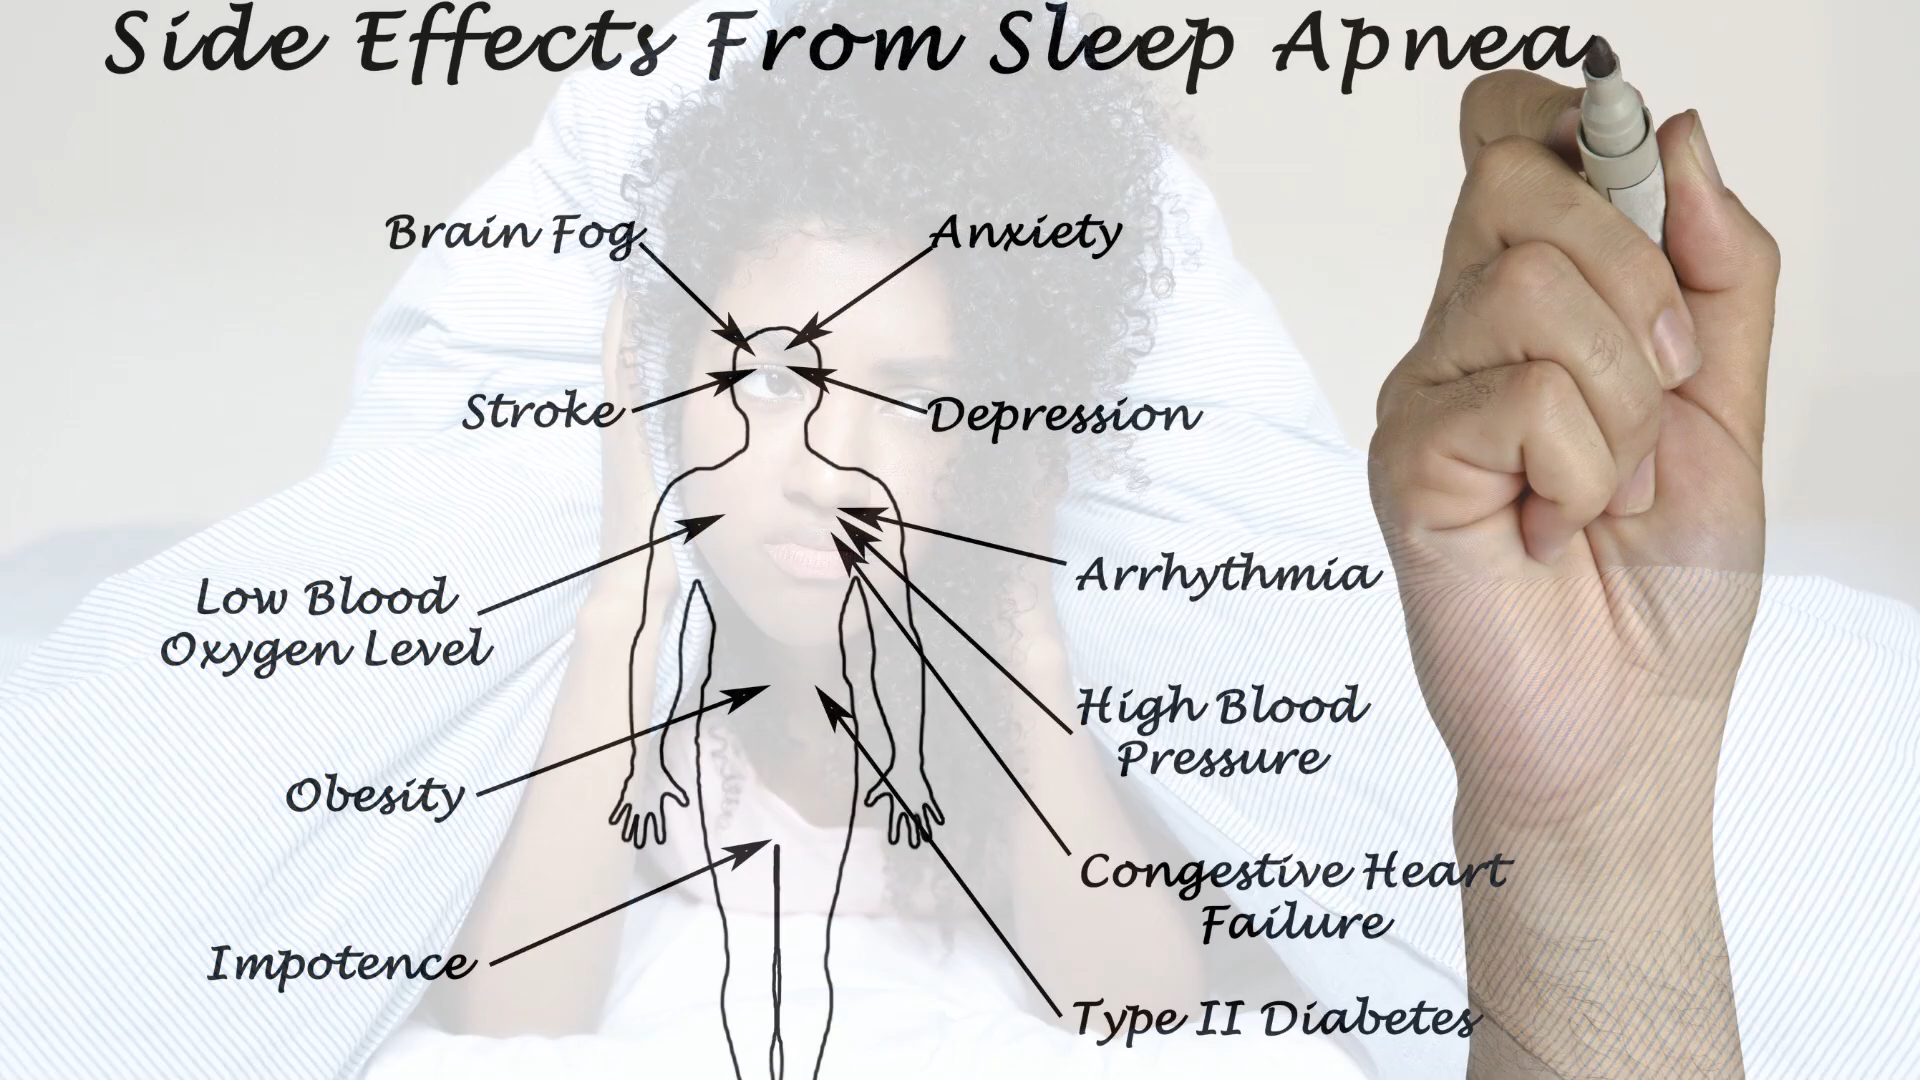 Side Effects From Sleep Apnea
Brain Fog
Anxiety
Stroke
Depression
Low Blood
Oxygen Level
Arrhythmia
High Blood
Pressure
Obesity
Congestive Heart
Failure
Impotence
Type II Diabetes